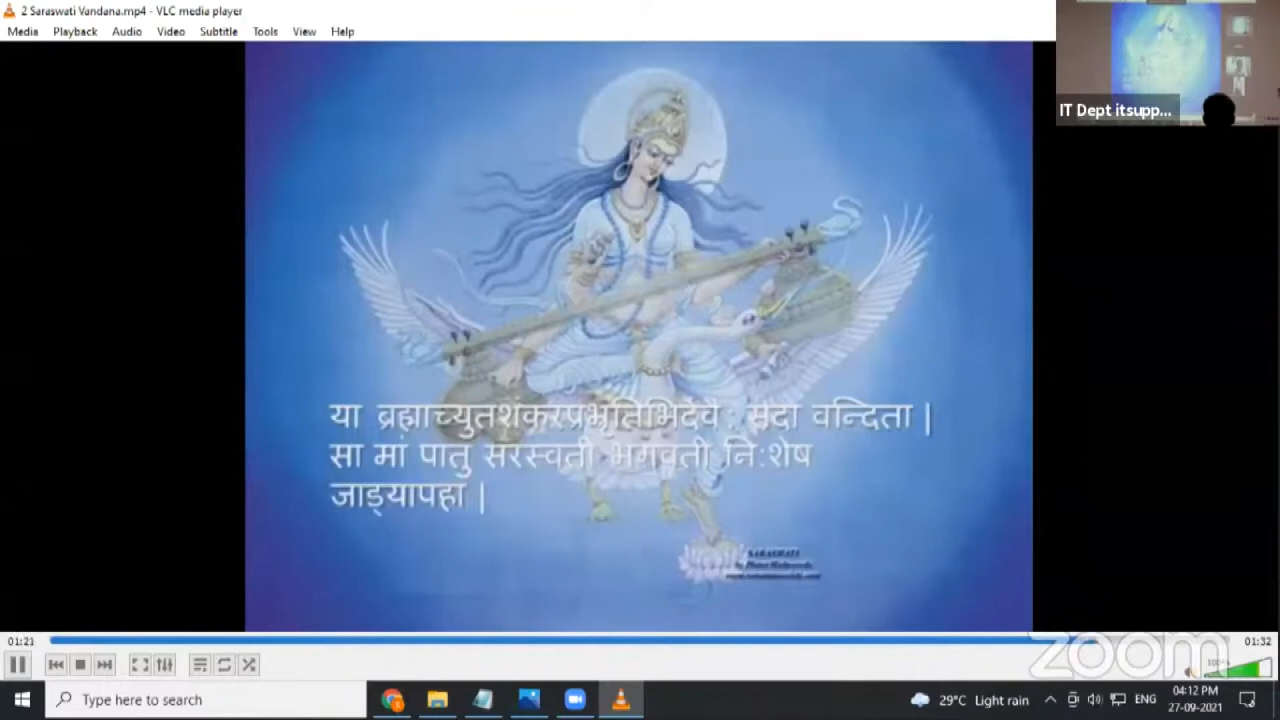 2 Saraswati Vandana.mp4 - VLC media player
Media Playback Audio Video Subtitle Tools View Help
IT Dept itsupp...
या ब्रह्माच्युतशंकरप्रभृतिभिर्देवै: सदा वन्दिता |
सा मां पातु सरस्वती भगवती नि:शेष
जाड्यापहा |
SARASWATI
01:21
01:32
zoom
100%
Type here to search
29°C Light rain
ENG
04:12 PM
27-09-2021